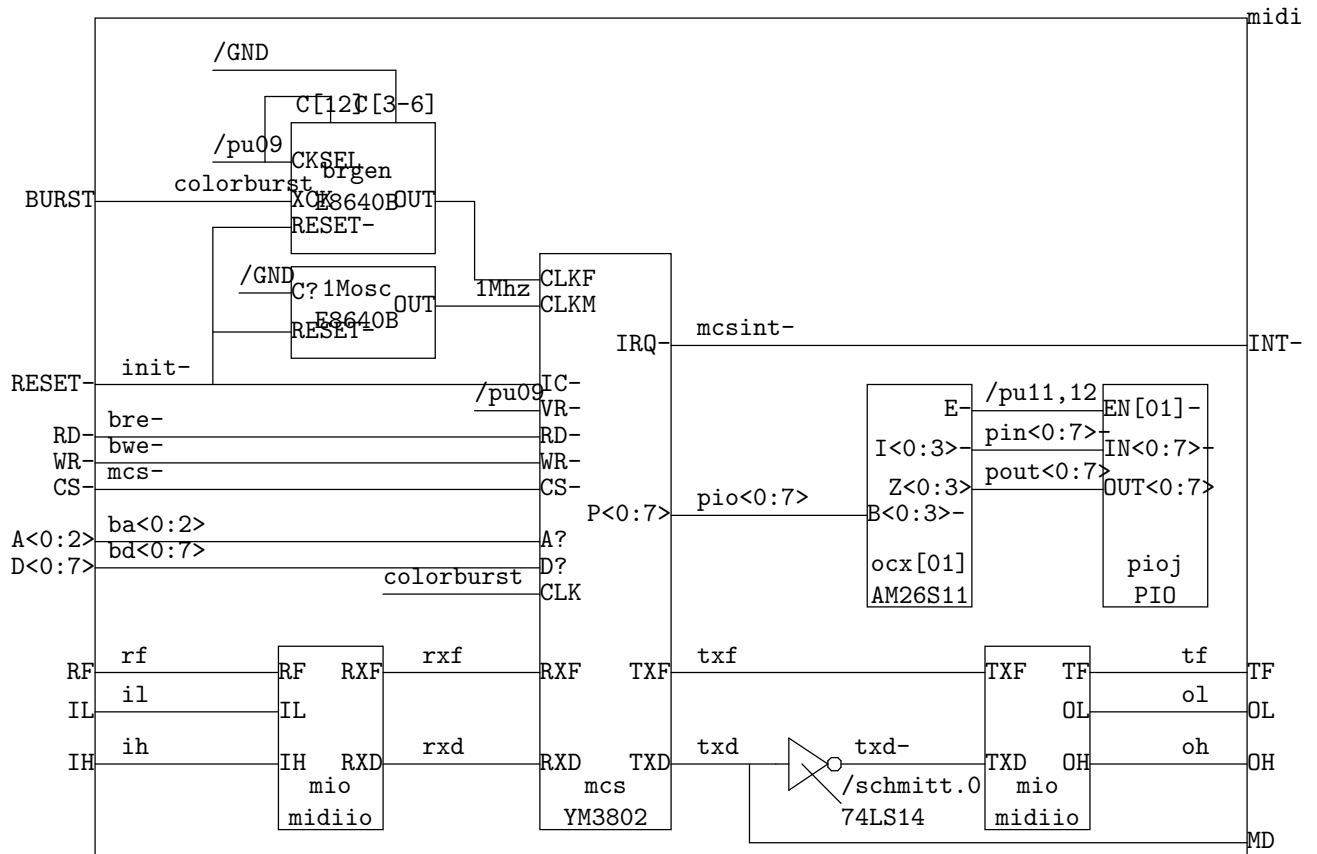 midi
/GND
C[12] C[3-6]
/pu09
CKSEL
brgen
colorburst
BURST
XCK
E8640B
OUT
RESET-
/GND
C?
1Mosc
OUT
E8640B
RESET-
1Mhz
CLKF
CLKM
IRQ-
mcsint-
INT-
RESET-
init-
IC-
/pu09
VR-
RD-
bre-
RD-
WR-
bwe-
WR-
CS-
mcs-
CS-
E-
/pu11,12
EN[01]-
I<0:3>-
pin<0:7>-
IN<0:7>-
Z<0:3>
pout<0:7>
OUT<0:7>
P<0:7>
pio<0:7>
B<0:3>-
A<0:2>
ba<0:2>
A?
D<0:7>
bd<0:7>
D?
colorburst
CLK
ocx[01]
AM26S11
pioj
PIO
RF
rf
RF
RXF
rxf
RXF
TXF
txf
TXF
TF
tf
TF
IL
il
IL
OL
ol
OL
IH
ih
IH
RXD
rxd
RXD
TXD
txd
txd-
TXD
OH
oh
OH
mio
midiio
mcs
YM3802
/schmitt.0
74LS14
mio
midiio
MD